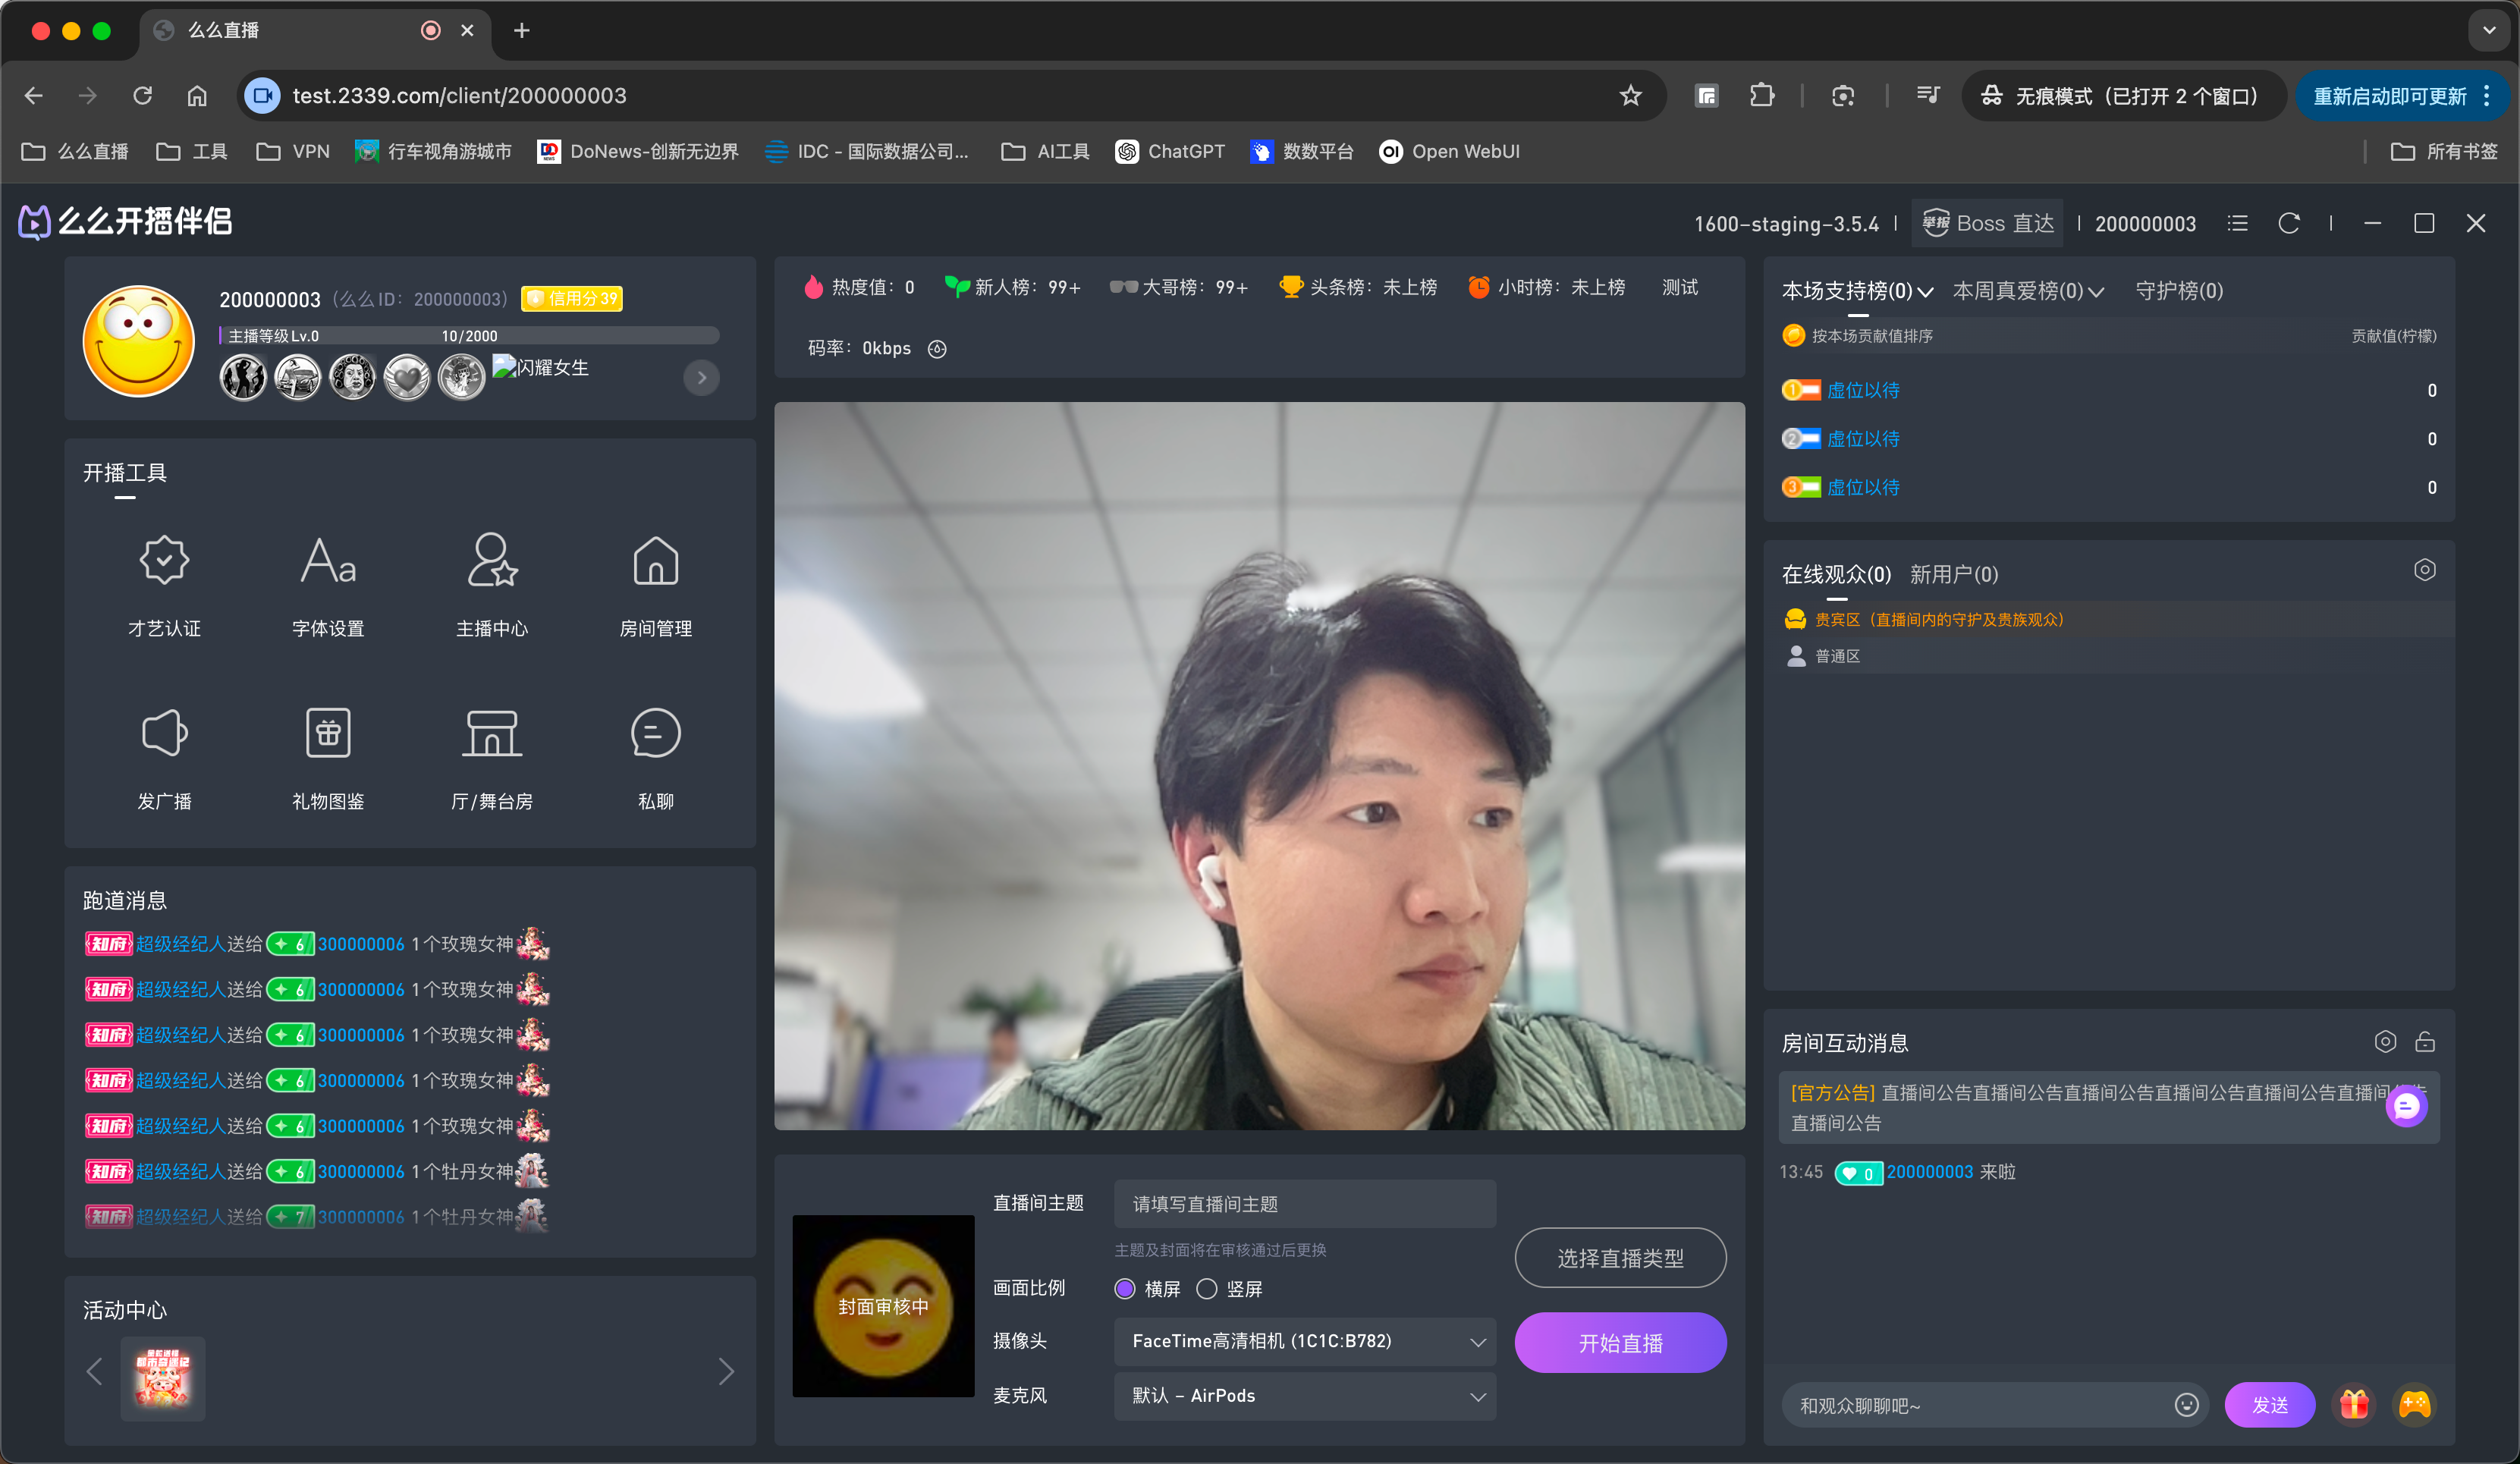 么么直播
test.2339.com/client/200000003
无痕模式（已打开 2 个窗口）
重新启动即可更新
么么直播
工具
VPN
行车视角游城市
DoNews-创新无边界
IDC - 国际数据公司...
AI工具
ChatGPT
数数平台
Open WebUI
所有书签
么么开播伴侣
1600-staging-3.5.4
举报 Boss 直达
200000003
200000003（么么ID：200000003）
信用分 39
主播等级Lv.0 10/2000
闪耀女生
开播工具
才艺认证
字体设置
主播中心
房间管理
发广播
礼物图鉴
厅/舞台房
私聊
跑道消息
知府 超级经纪人送给 6 300000006 1个玫瑰女神
知府 超级经纪人送给 6 300000006 1个玫瑰女神
知府 超级经纪人送给 6 300000006 1个玫瑰女神
知府 超级经纪人送给 6 300000006 1个玫瑰女神
知府 超级经纪人送给 6 300000006 1个玫瑰女神
知府 超级经纪人送给 6 300000006 1个牡丹女神
知府 超级经纪人送给 7 300000006 1个牡丹女神
活动中心
热度值：0
新人榜：99+
大哥榜：99+
头条榜：未上榜
小时榜：未上榜
测试
码率：0kbps
封面审核中
直播间主题
请填写直播间主题
主题及封面将在审核通过后更换
画面比例
横屏
竖屏
摄像头
FaceTime高清相机 (1C1C:B782)
麦克风
默认 - AirPods
选择直播类型
开始直播
本场支持榜(0)
本周真爱榜(0)
守护榜(0)
按本场贡献值排序
贡献值(柠檬)
1 虚位以待 0
2 虚位以待 0
3 虚位以待 0
在线观众(0)
新用户(0)
贵宾区（直播间内的守护及贵族观众）
普通区
房间互动消息
[官方公告] 直播间公告直播间公告直播间公告直播间公告直播间公告直播间
直播间公告
13:45 0 200000003 来啦
和观众聊聊吧~
发送